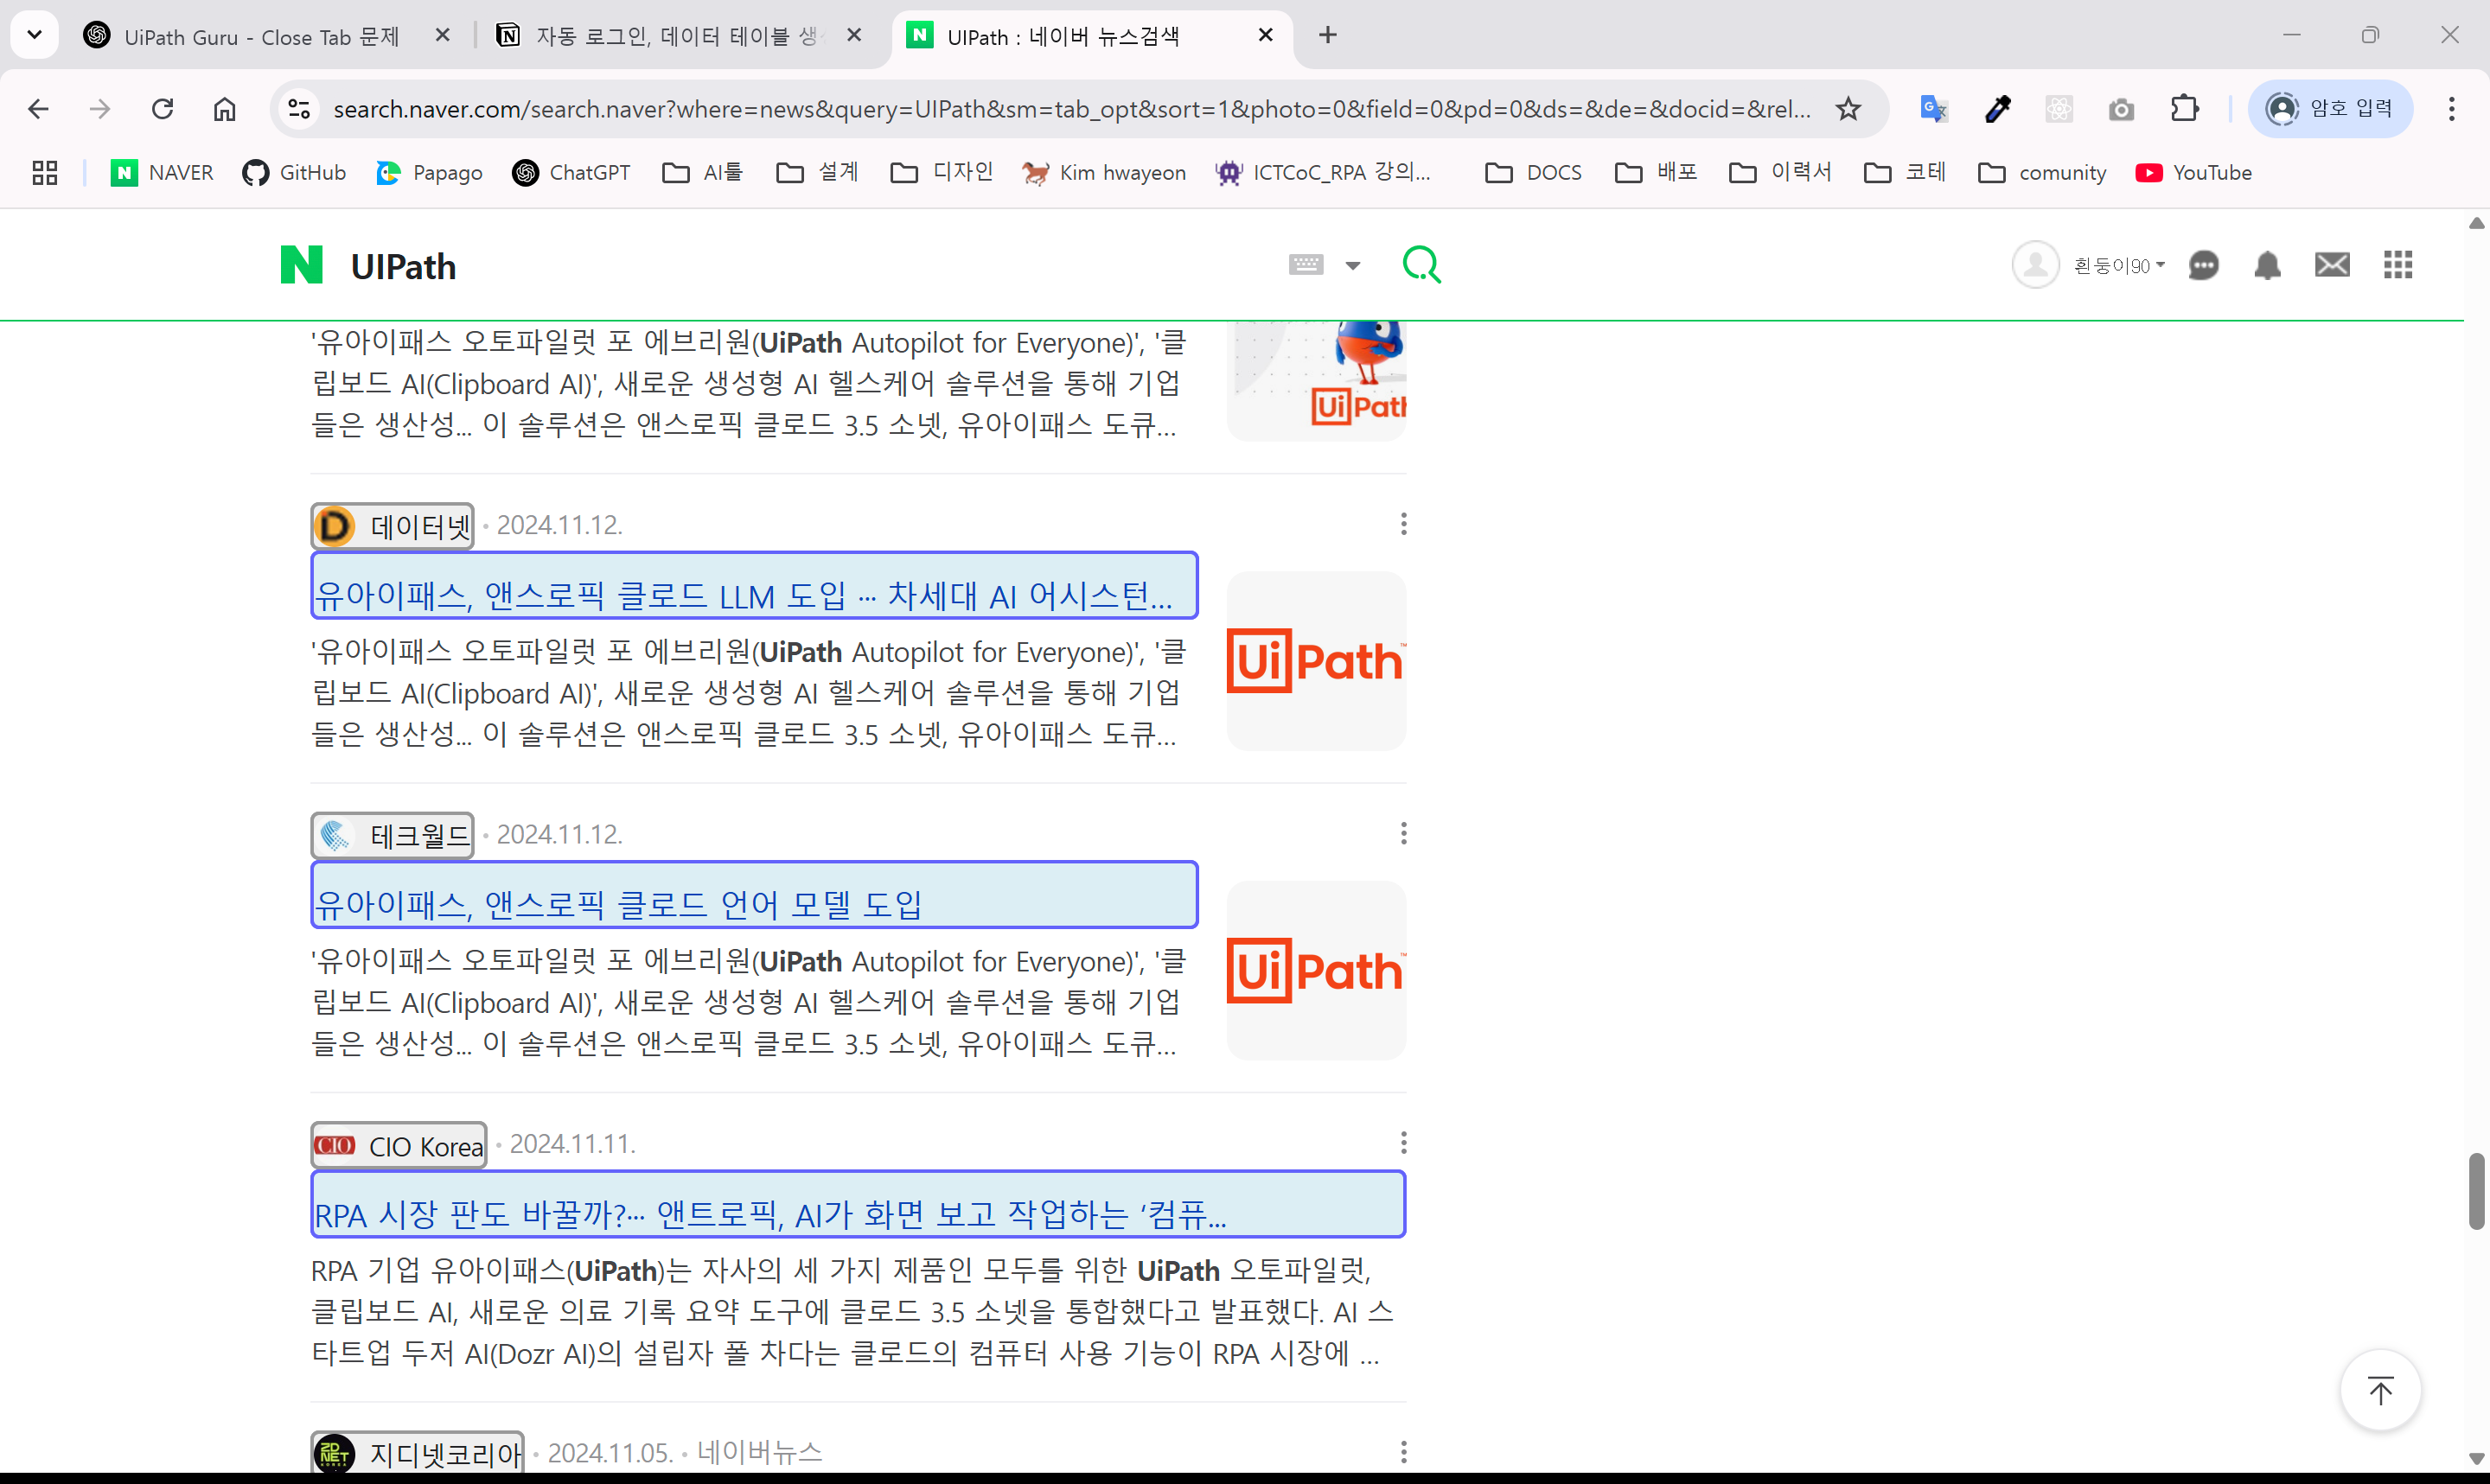 UiPath Guru - Close Tab 문제
자동 로그인, 데이터 테이블 생
UIPath : 네이버 뉴스검색
search.naver.com/search.naver?where=news&query=UIPath&sm=tab_opt&sort=1&photo=0&field=0&pd=0&ds=&de=&docid=&rel...
암호 입력
NAVER
GitHub
Papago
ChatGPT
AI툴
설계
디자인
Kim hwayeon
ICTCoC_RPA 강의...
DOCS
배포
이력서
코테
comunity
YouTube
UIPath
흰둥이90
'유아이패스 오토파일럿 포 에브리원(UiPath Autopilot for Everyone)', '클
립보드 AI(Clipboard AI)', 새로운 생성형 AI 헬스케어 솔루션을 통해 기업
들은 생산성... 이 솔루션은 앤스로픽 클로드 3.5 소넷, 유아이패스 도큐...
UiPath
데이터넷 · 2024.11.12.
유아이패스, 앤스로픽 클로드 LLM 도입 … 차세대 AI 어시스턴...
'유아이패스 오토파일럿 포 에브리원(UiPath Autopilot for Everyone)', '클
립보드 AI(Clipboard AI)', 새로운 생성형 AI 헬스케어 솔루션을 통해 기업
들은 생산성... 이 솔루션은 앤스로픽 클로드 3.5 소넷, 유아이패스 도큐...
UiPath
테크월드 · 2024.11.12.
유아이패스, 앤스로픽 클로드 언어 모델 도입
'유아이패스 오토파일럿 포 에브리원(UiPath Autopilot for Everyone)', '클
립보드 AI(Clipboard AI)', 새로운 생성형 AI 헬스케어 솔루션을 통해 기업
들은 생산성... 이 솔루션은 앤스로픽 클로드 3.5 소넷, 유아이패스 도큐...
UiPath
CIO CIO Korea · 2024.11.11.
RPA 시장 판도 바꿀까?… 앤트로픽, AI가 화면 보고 작업하는 ‘컴퓨...
RPA 기업 유아이패스(UiPath)는 자사의 세 가지 제품인 모두를 위한 UiPath 오토파일럿,
클립보드 AI, 새로운 의료 기록 요약 도구에 클로드 3.5 소넷을 통합했다고 발표했다. AI 스
타트업 두저 AI(Dozr AI)의 설립자 폴 차다는 클로드의 컴퓨터 사용 기능이 RPA 시장에 ...
ZDNET KOREA 지디넷코리아 · 2024.11.05. · 네이버뉴스